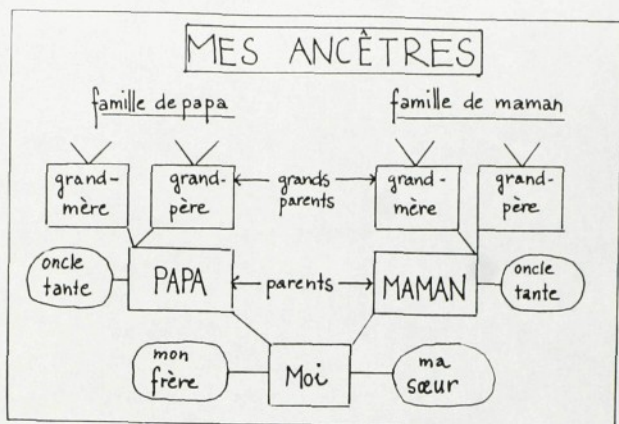 MES ANCÊTRES
famille de papa
famille de maman
grand-
mère
grand-
père
grands
parents
grand-
mère
grand-
père
oncle
tante
PAPA
parents
MAMAN
oncle
tante
mon
frère
Moi
ma
sœur